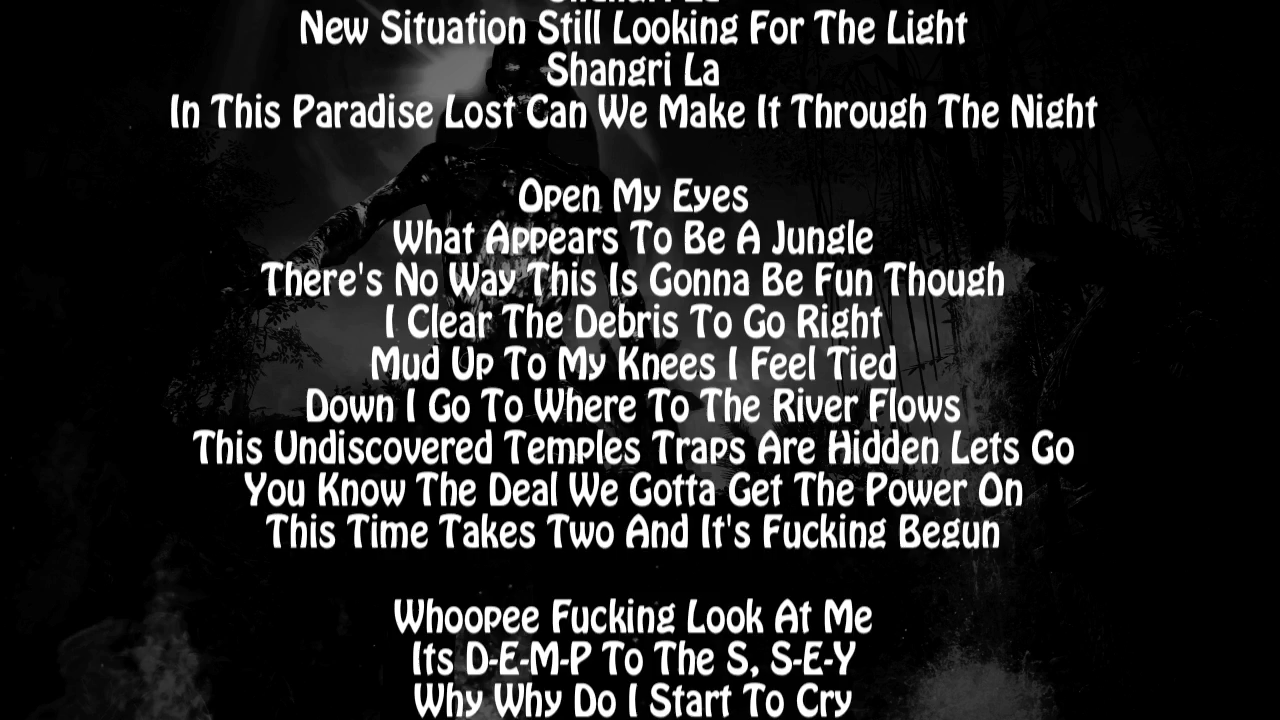 New Situation Still Looking For The Light
Shangri La
In This Paradise Lost Can We Make It Through The Night
Open My Eyes
What Appears To Be A Jungle
There's No Way This Is Gonna Be Fun Though
I Clear The Debris To Go Right
Mud Up To My Knees I Feel Tied
Down I Go To Where To The River Flows
This Undiscovered Temples Traps Are Hidden Lets Go
You Know The Deal We Gotta Get The Power On
This Time Takes Two And It's Fucking Begun
Whoopee Fucking Look At Me
Its D-E-M-P To The S, S-E-Y
Why Why Do I Start To Cry